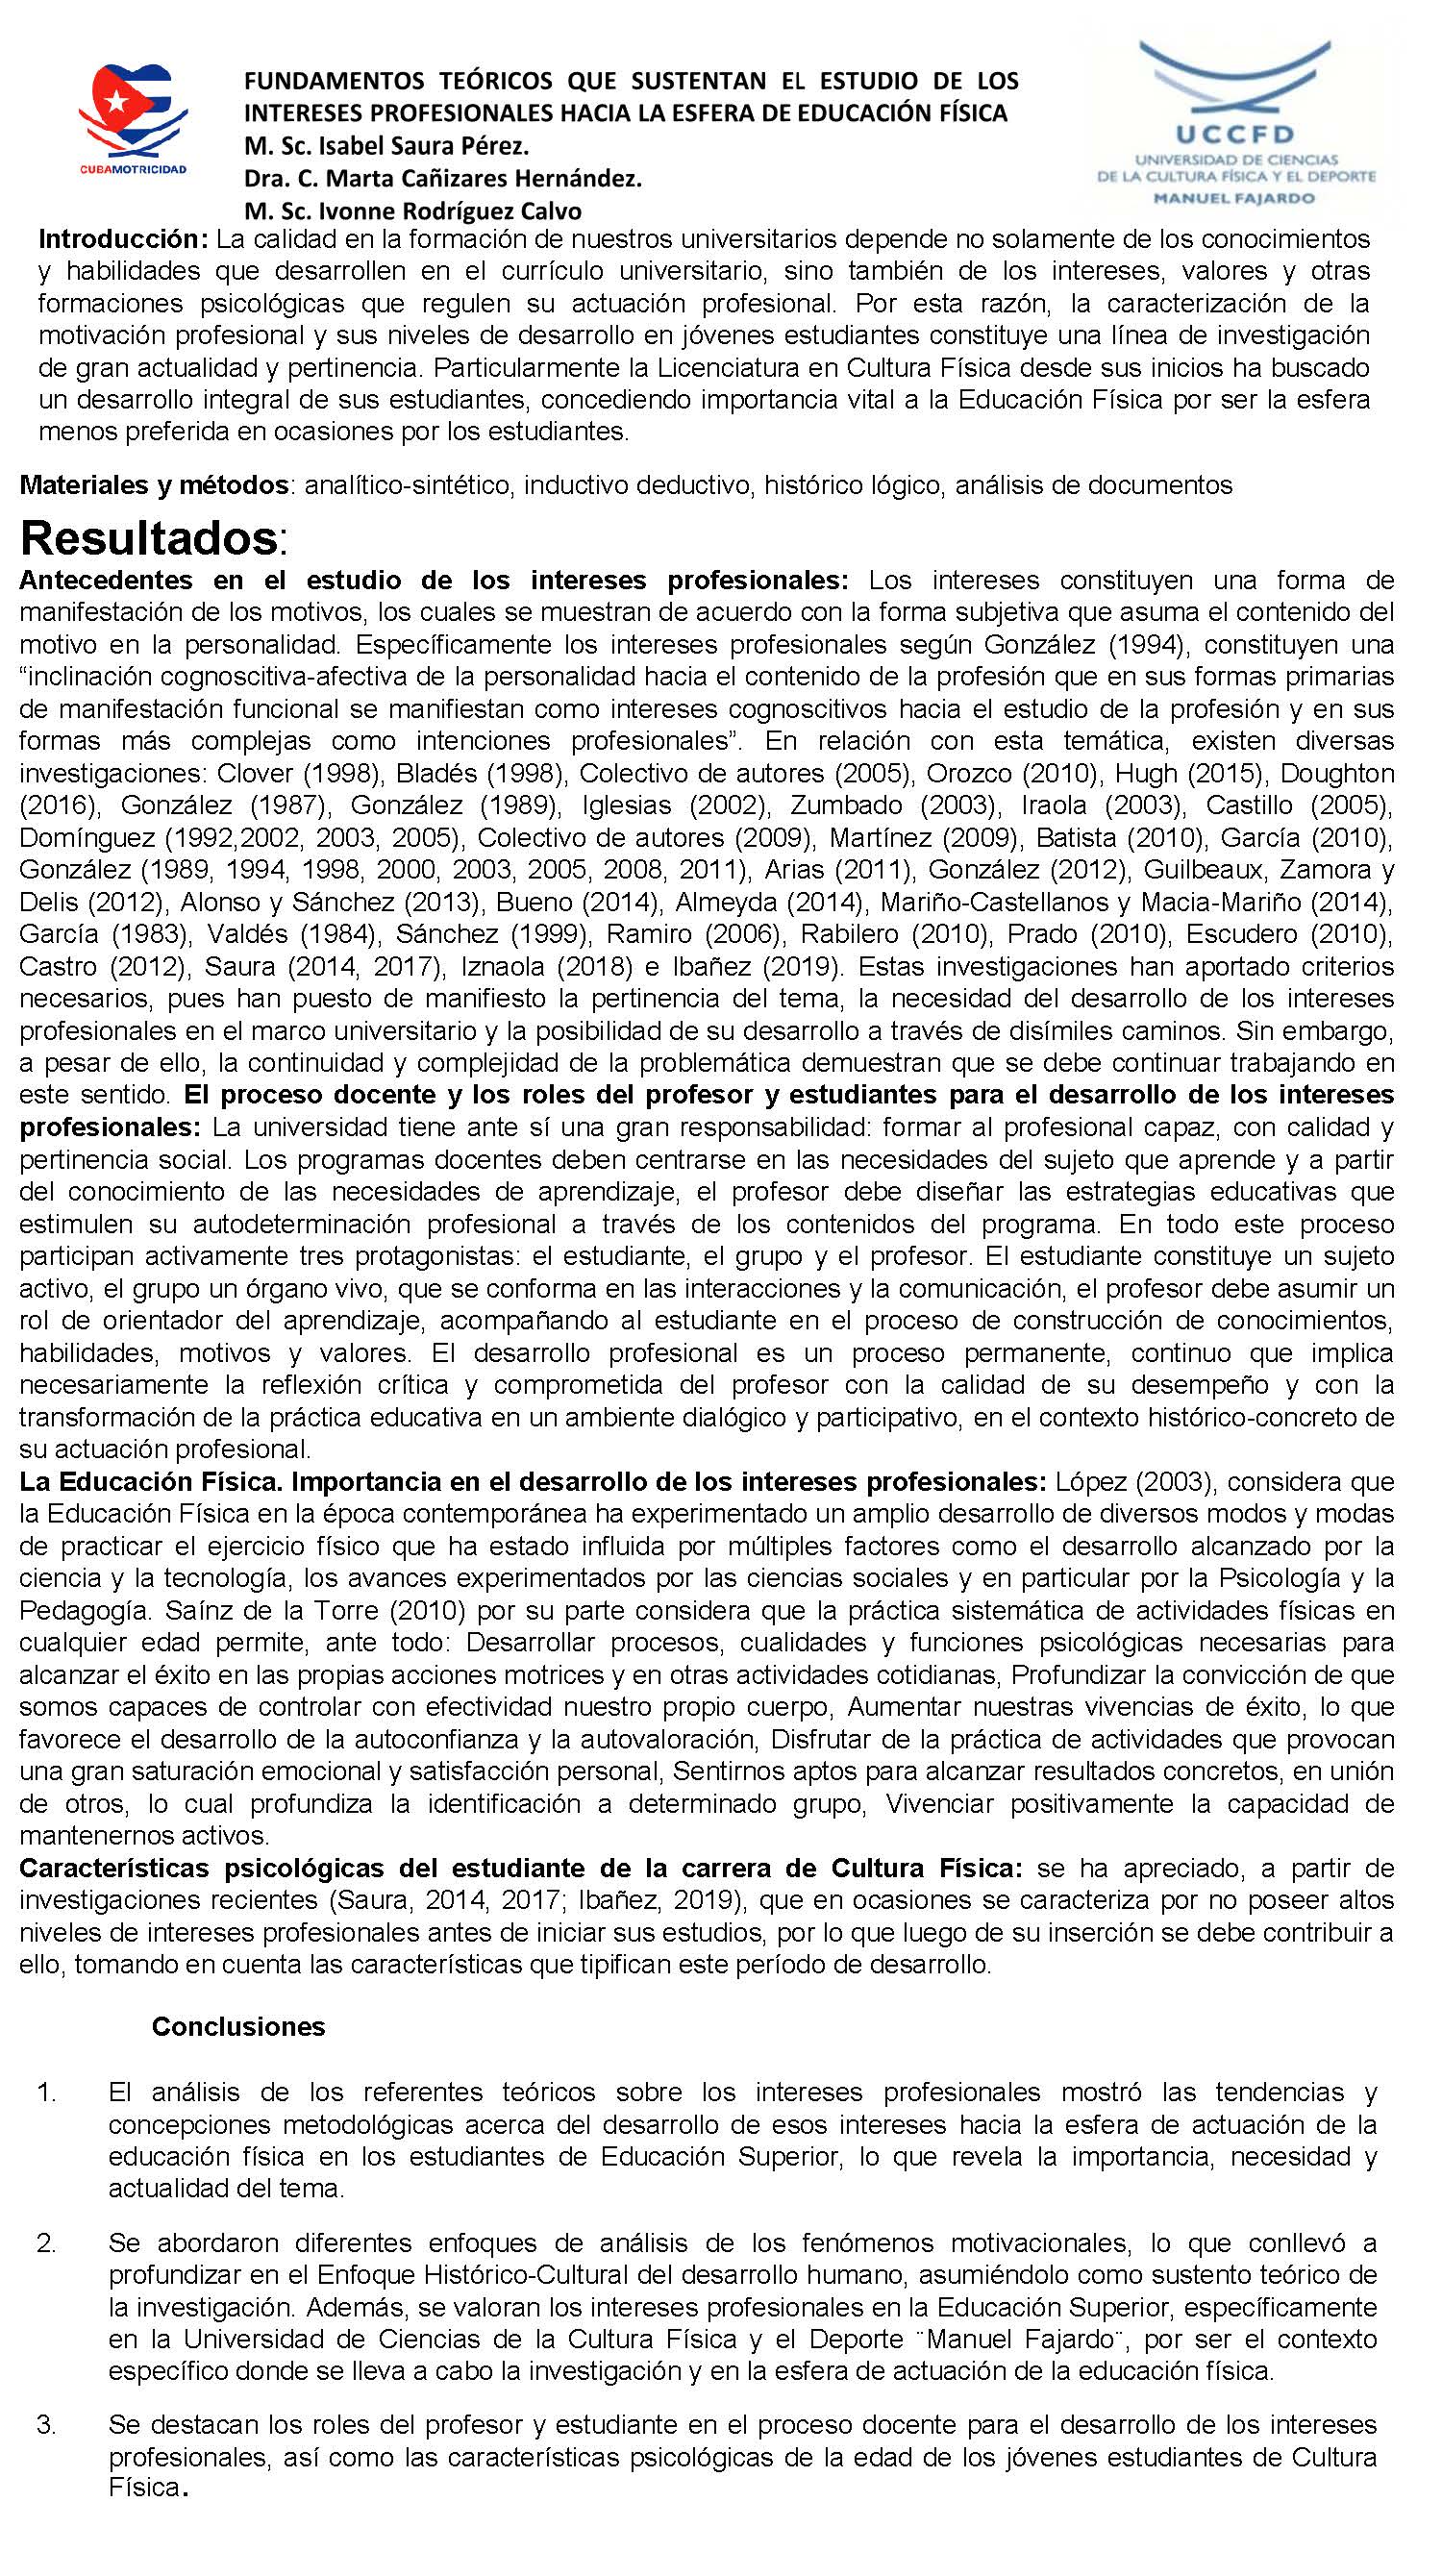 FUNDAMENTOS TEÓRICOS QUE SUSTENTAN EL ESTUDIO DE LOS
INTERESES PROFESIONALES HACIA LA ESFERA DE EDUCACIÓN FÍSICA
M. Sc. Isabel Saura Pérez.
Dra. C. Marta Cañizares Hernández.
M. Sc. Ivonne Rodríguez Calvo
CUBAMOTRICIDAD
UCCFD
UNIVERSIDAD DE CIENCIAS
DE LA CULTURA FÍSICA Y EL DEPORTE
MANUEL FAJARDO
Introducción: La calidad en la formación de nuestros universitarios depende no solamente de los conocimientos
y habilidades que desarrollen en el currículo universitario, sino también de los intereses, valores y otras
formaciones psicológicas que regulen su actuación profesional. Por esta razón, la caracterización de la
motivación profesional y sus niveles de desarrollo en jóvenes estudiantes constituye una línea de investigación
de gran actualidad y pertinencia. Particularmente la Licenciatura en Cultura Física desde sus inicios ha buscado
un desarrollo integral de sus estudiantes, concediendo importancia vital a la Educación Física por ser la esfera
menos preferida en ocasiones por los estudiantes.
Materiales y métodos: analítico-sintético, inductivo deductivo, histórico lógico, análisis de documentos
Resultados:
Antecedentes en el estudio de los intereses profesionales: Los intereses constituyen una forma de
manifestación de los motivos, los cuales se muestran de acuerdo con la forma subjetiva que asuma el contenido del
motivo en la personalidad. Específicamente los intereses profesionales según González (1994), constituyen una
“inclinación cognoscitiva-afectiva de la personalidad hacia el contenido de la profesión que en sus formas primarias
de manifestación funcional se manifiestan como intereses cognoscitivos hacia el estudio de la profesión y en sus
formas más complejas como intenciones profesionales”. En relación con esta temática, existen diversas
investigaciones: Clover (1998), Bladés (1998), Colectivo de autores (2005), Orozco (2010), Hugh (2015), Doughton
(2016), González (1987), González (1989), Iglesias (2002), Zumbado (2003), Iraola (2003), Castillo (2005),
Domínguez (1992,2002, 2003, 2005), Colectivo de autores (2009), Martínez (2009), Batista (2010), García (2010),
González (1989, 1994, 1998, 2000, 2003, 2005, 2008, 2011), Arias (2011), González (2012), Guilbeaux, Zamora y
Delis (2012), Alonso y Sánchez (2013), Bueno (2014), Almeyda (2014), Mariño-Castellanos y Macia-Mariño (2014),
García (1983), Valdés (1984), Sánchez (1999), Ramiro (2006), Rabilero (2010), Prado (2010), Escudero (2010),
Castro (2012), Saura (2014, 2017), Iznaola (2018) e Ibañez (2019). Estas investigaciones han aportado criterios
necesarios, pues han puesto de manifiesto la pertinencia del tema, la necesidad del desarrollo de los intereses
profesionales en el marco universitario y la posibilidad de su desarrollo a través de disímiles caminos. Sin embargo,
a pesar de ello, la continuidad y complejidad de la problemática demuestran que se debe continuar trabajando en
este sentido. El proceso docente y los roles del profesor y estudiantes para el desarrollo de los intereses
profesionales: La universidad tiene ante sí una gran responsabilidad: formar al profesional capaz, con calidad y
pertinencia social. Los programas docentes deben centrarse en las necesidades del sujeto que aprende y a partir
del conocimiento de las necesidades de aprendizaje, el profesor debe diseñar las estrategias educativas que
estimulen su autodeterminación profesional a través de los contenidos del programa. En todo este proceso
participan activamente tres protagonistas: el estudiante, el grupo y el profesor. El estudiante constituye un sujeto
activo, el grupo un órgano vivo, que se conforma en las interacciones y la comunicación, el profesor debe asumir un
rol de orientador del aprendizaje, acompañando al estudiante en el proceso de construcción de conocimientos,
habilidades, motivos y valores. El desarrollo profesional es un proceso permanente, continuo que implica
necesariamente la reflexión crítica y comprometida del profesor con la calidad de su desempeño y con la
transformación de la práctica educativa en un ambiente dialógico y participativo, en el contexto histórico-concreto de
su actuación profesional.
La Educación Física. Importancia en el desarrollo de los intereses profesionales: López (2003), considera que
la Educación Física en la época contemporánea ha experimentado un amplio desarrollo de diversos modos y modas
de practicar el ejercicio físico que ha estado influida por múltiples factores como el desarrollo alcanzado por la
ciencia y la tecnología, los avances experimentados por las ciencias sociales y en particular por la Psicología y la
Pedagogía. Saínz de la Torre (2010) por su parte considera que la práctica sistemática de actividades físicas en
cualquier edad permite, ante todo: Desarrollar procesos, cualidades y funciones psicológicas necesarias para
alcanzar el éxito en las propias acciones motrices y en otras actividades cotidianas, Profundizar la convicción de que
somos capaces de controlar con efectividad nuestro propio cuerpo, Aumentar nuestras vivencias de éxito, lo que
favorece el desarrollo de la autoconfianza y la autovaloración, Disfrutar de la práctica de actividades que provocan
una gran saturación emocional y satisfacción personal, Sentirnos aptos para alcanzar resultados concretos, en unión
de otros, lo cual profundiza la identificación a determinado grupo, Vivenciar positivamente la capacidad de
mantenernos activos.
Características psicológicas del estudiante de la carrera de Cultura Física: se ha apreciado, a partir de
investigaciones recientes (Saura, 2014, 2017; Ibañez, 2019), que en ocasiones se caracteriza por no poseer altos
niveles de intereses profesionales antes de iniciar sus estudios, por lo que luego de su inserción se debe contribuir a
ello, tomando en cuenta las características que tipifican este período de desarrollo.
Conclusiones
1. El análisis de los referentes teóricos sobre los intereses profesionales mostró las tendencias y
concepciones metodológicas acerca del desarrollo de esos intereses hacia la esfera de actuación de la
educación física en los estudiantes de Educación Superior, lo que revela la importancia, necesidad y
actualidad del tema.
2. Se abordaron diferentes enfoques de análisis de los fenómenos motivacionales, lo que conllevó a
profundizar en el Enfoque Histórico-Cultural del desarrollo humano, asumiéndolo como sustento teórico de
la investigación. Además, se valoran los intereses profesionales en la Educación Superior, específicamente
en la Universidad de Ciencias de la Cultura Física y el Deporte ¨Manuel Fajardo¨, por ser el contexto
específico donde se lleva a cabo la investigación y en la esfera de actuación de la educación física.
3. Se destacan los roles del profesor y estudiante en el proceso docente para el desarrollo de los intereses
profesionales, así como las características psicológicas de la edad de los jóvenes estudiantes de Cultura
Física.